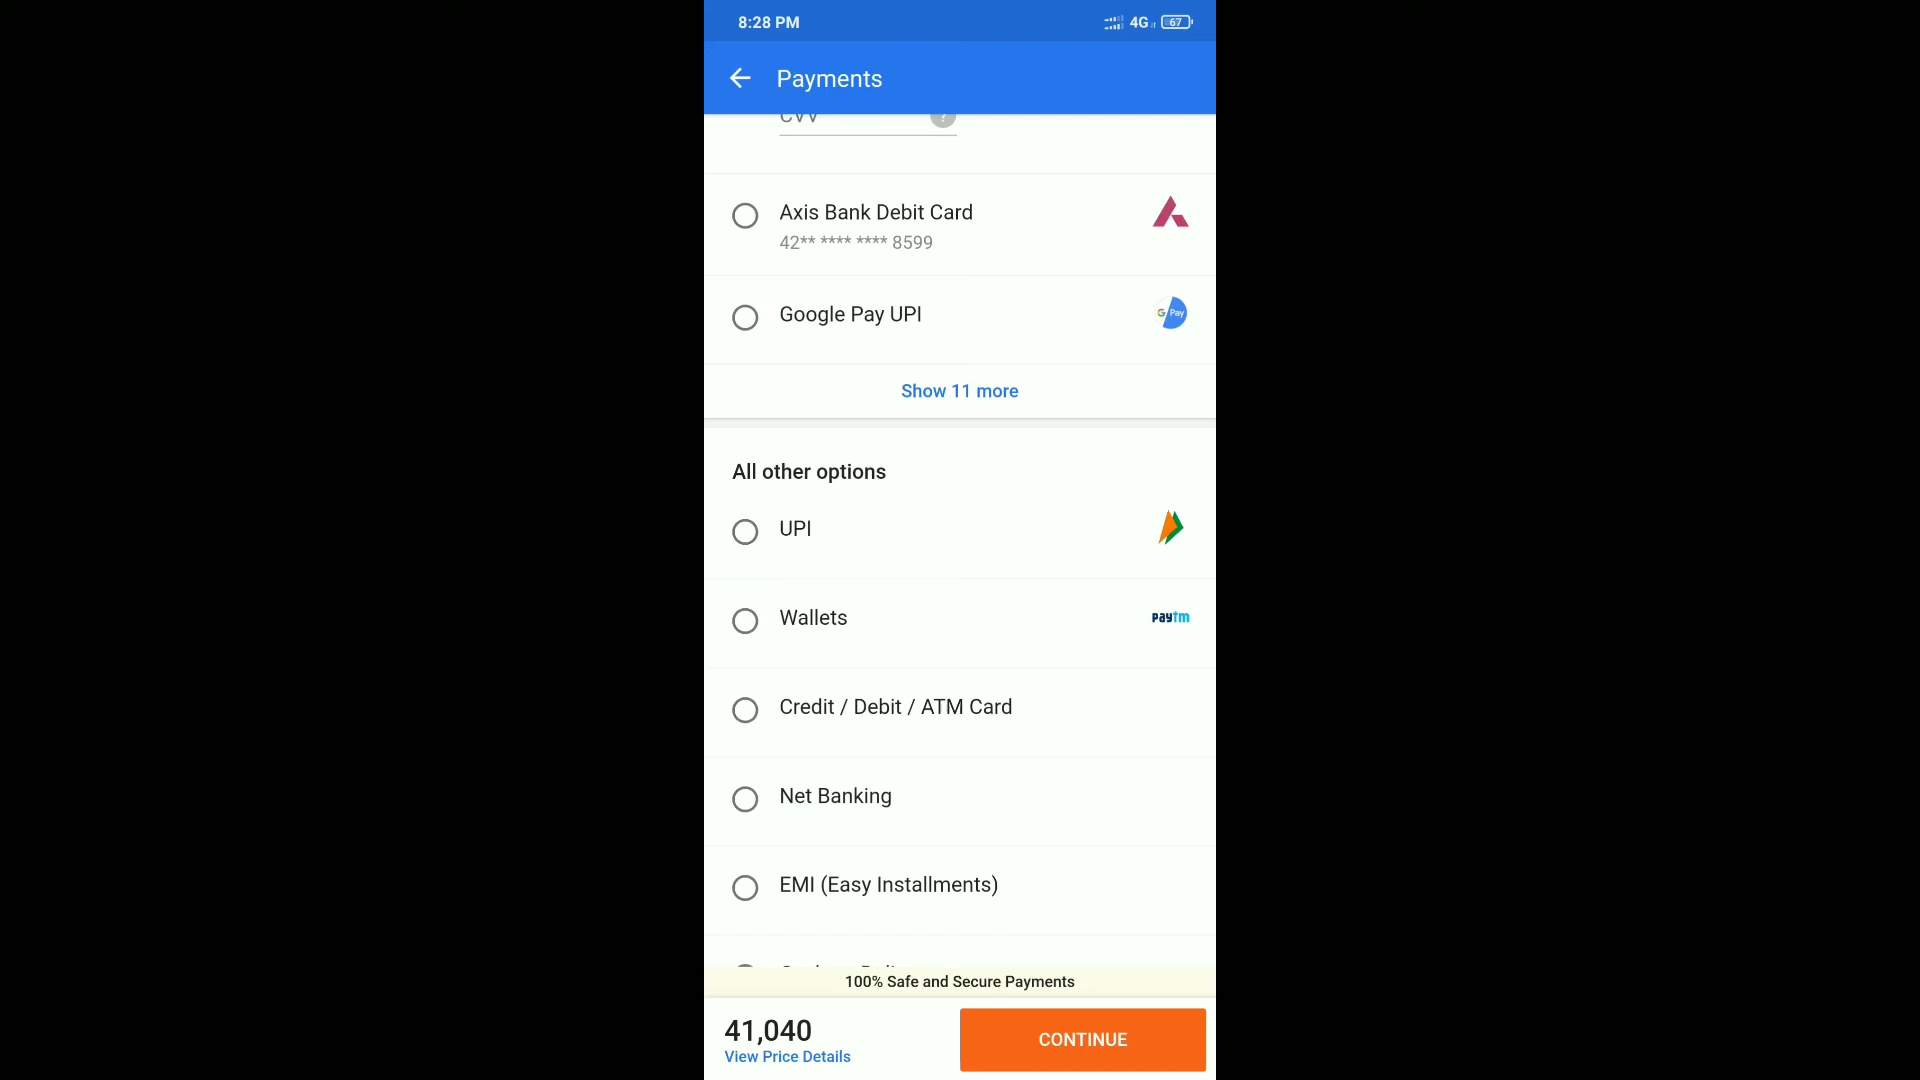 8:28 PM
4G
67
Payments
CVV
?
Axis Bank Debit Card
42** **** **** 8599
Google Pay UPI
G Pay
Show 11 more
All other options
UPI
Wallets
paytm
Credit / Debit / ATM Card
Net Banking
EMI (Easy Installments)
100% Safe and Secure Payments
41,040
CONTINUE
View Price Details